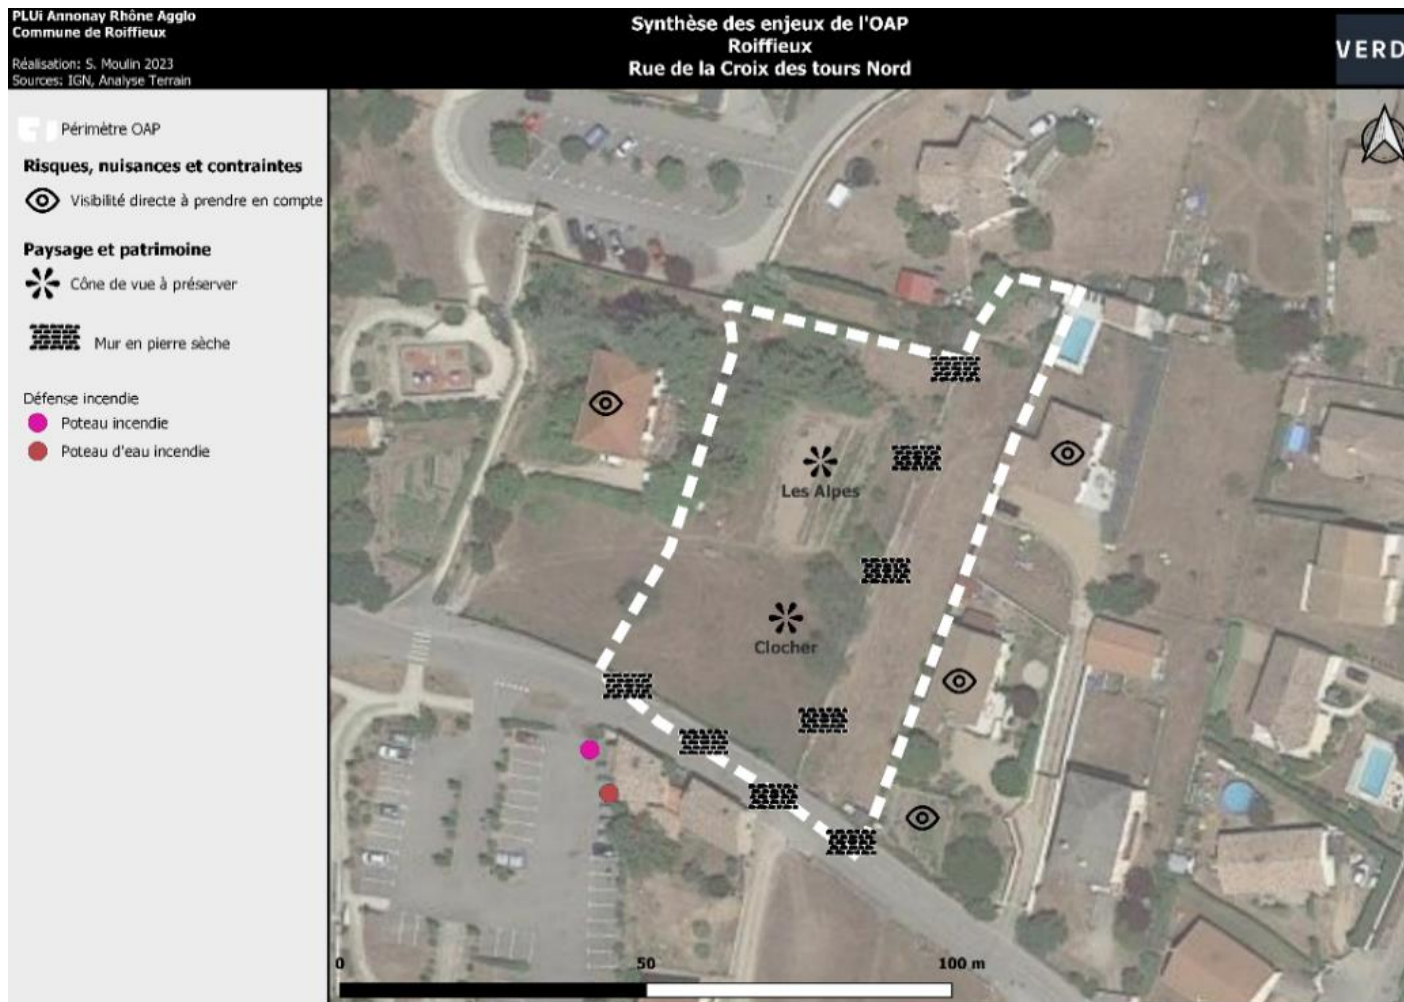 PLUi Annonay Rhône Agglo
Commune de Roiffieux
Réalisation: S. Moulin 2023
Sources: IGN, Analyse Terrain
Synthèse des enjeux de l'OAP
Roiffieux
Rue de la Croix des tours Nord
VERD
Périmètre OAP
Risques, nuisances et contraintes
Visibilité directe à prendre en compte
Paysage et patrimoine
Cône de vue à préserver
Mur en pierre sèche
Défense incendie
Poteau incendie
Poteau d'eau incendie
Les Alpes
Clocher
0 50 100 m